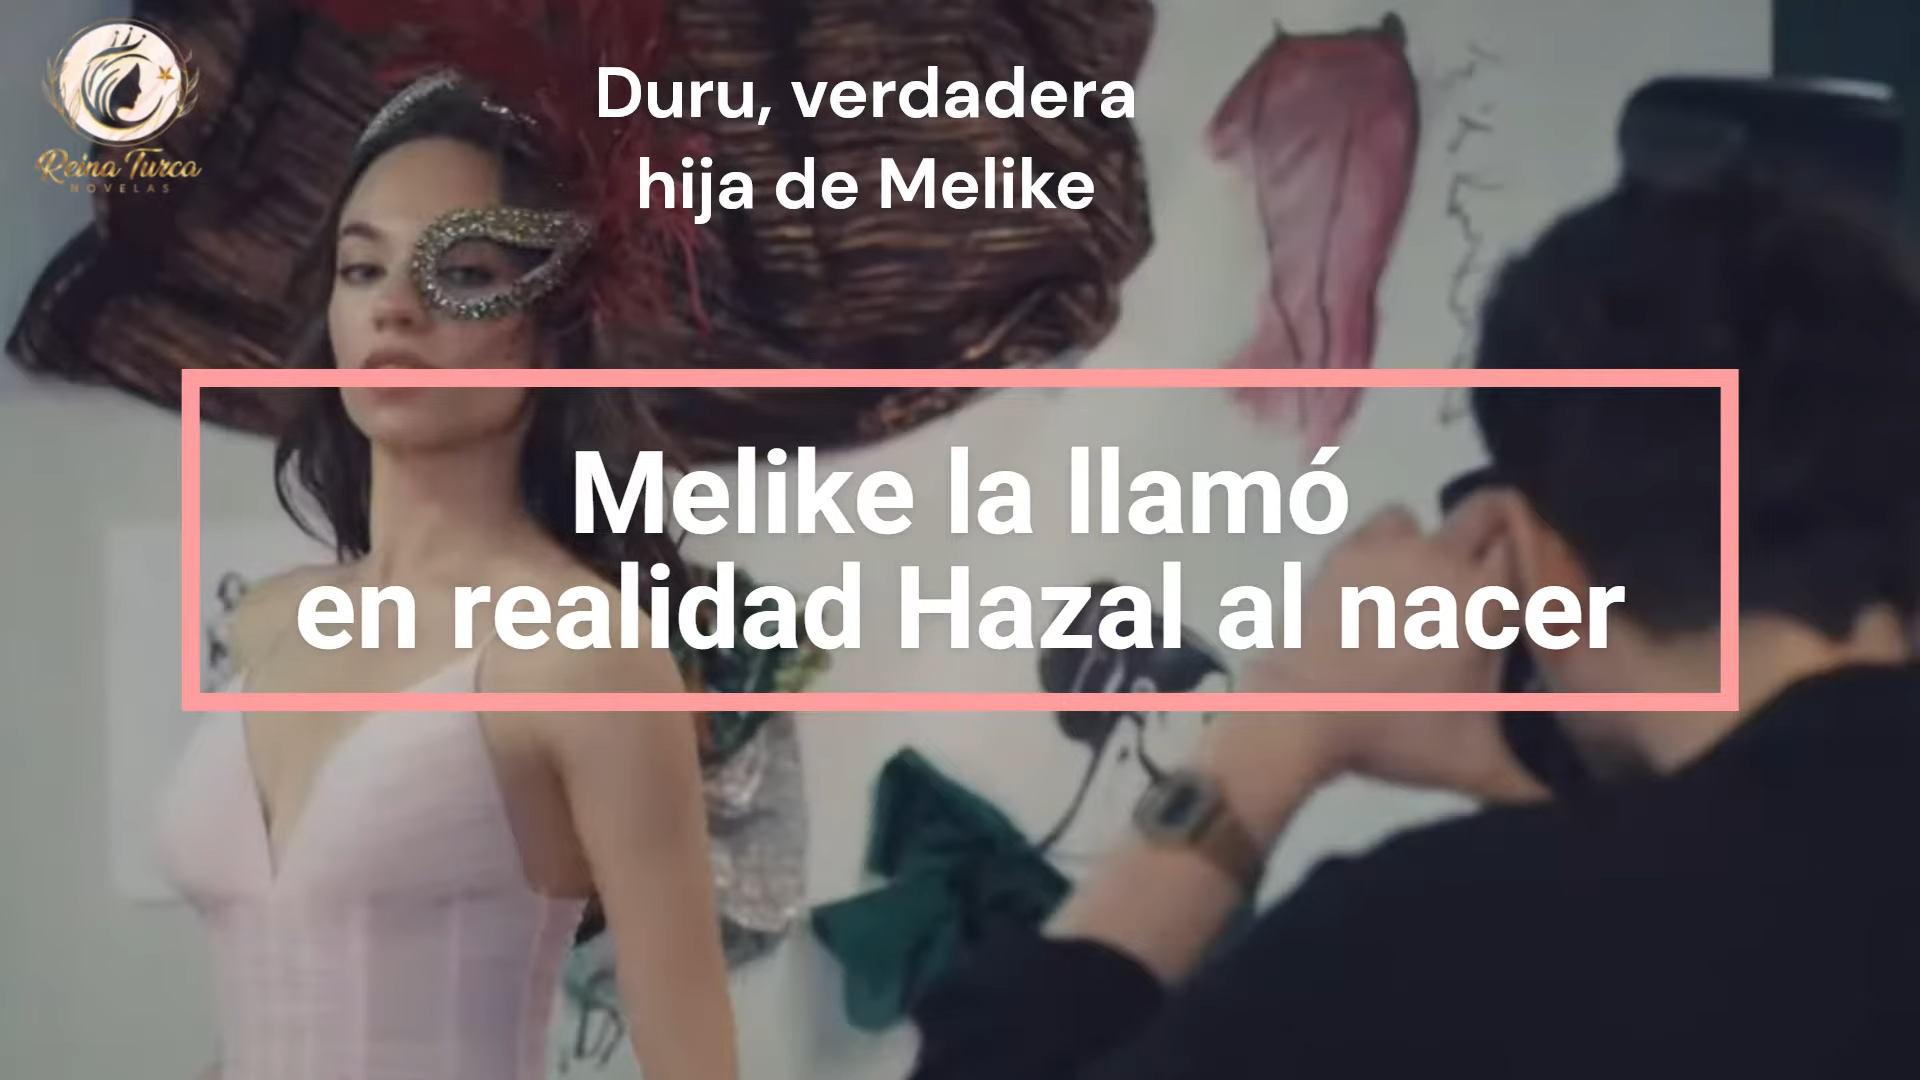 Reina Turca
NOVELAS
Duru, verdadera
hija de Melike
Melike la llamó
en realidad Hazal al nacer